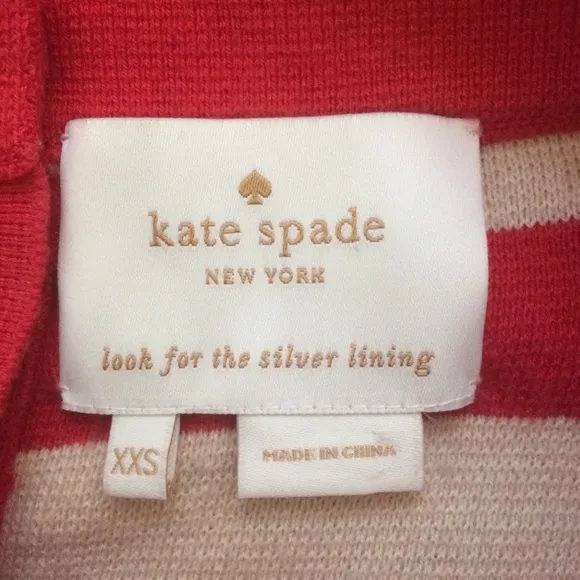 kate spade
NEW YORK
look for the silver lining
XXS
MADE IN CHINA